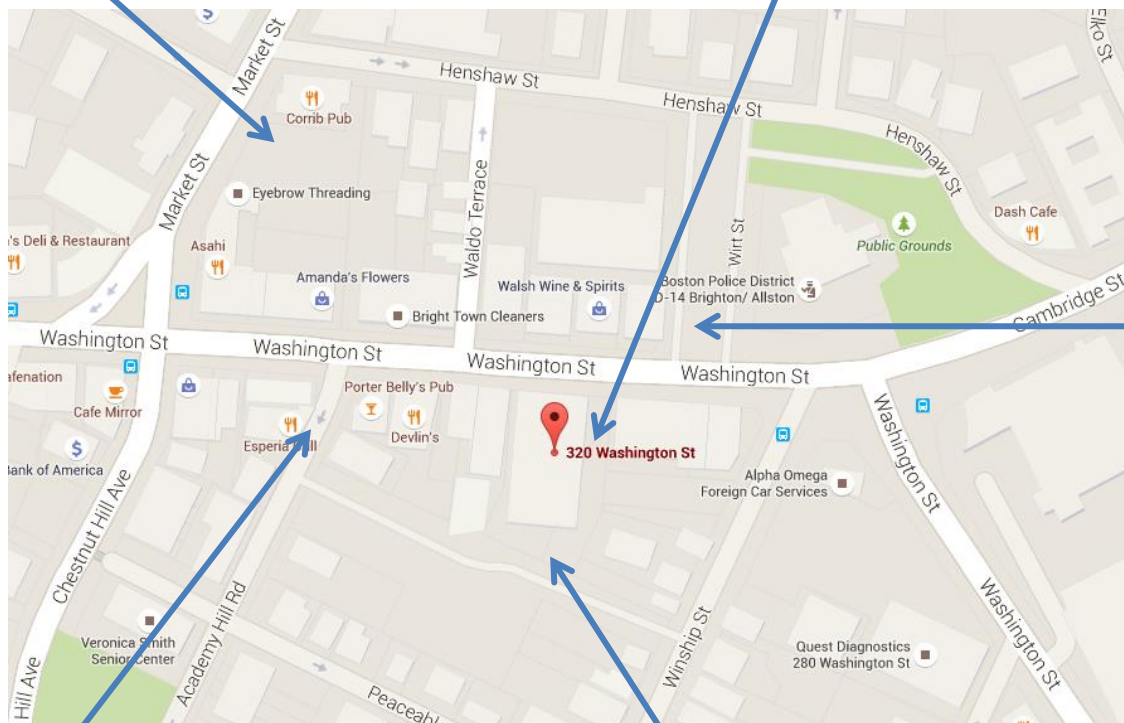 Market St
Elko St
Henshaw St
Corrib Pub
Henshaw St
Henshaw St
Market St
Eyebrow Threading
Waldo Terrace
Wirt St
Dash Cafe
's Deli & Restaurant
Asahi
Public Grounds
Amanda's Flowers
Walsh Wine & Spirits
Boston Police District
D-14 Brighton/ Allston
Bright Town Cleaners
Cambridge St
Washington St
Washington St
Washington St
Washington St
afenation
Porter Belly's Pub
Cafe Mirror
Washington St
Esperia
Devlin's
Bank of America
320 Washington St
Alpha Omega
Foreign Car Services
Chestnut Hill Ave
Academy Hill Rd
Winship St
Washington St
Veronica Smith
Senior Center
Quest Diagnostics
280 Washington St
Hill Ave
Peaceabl